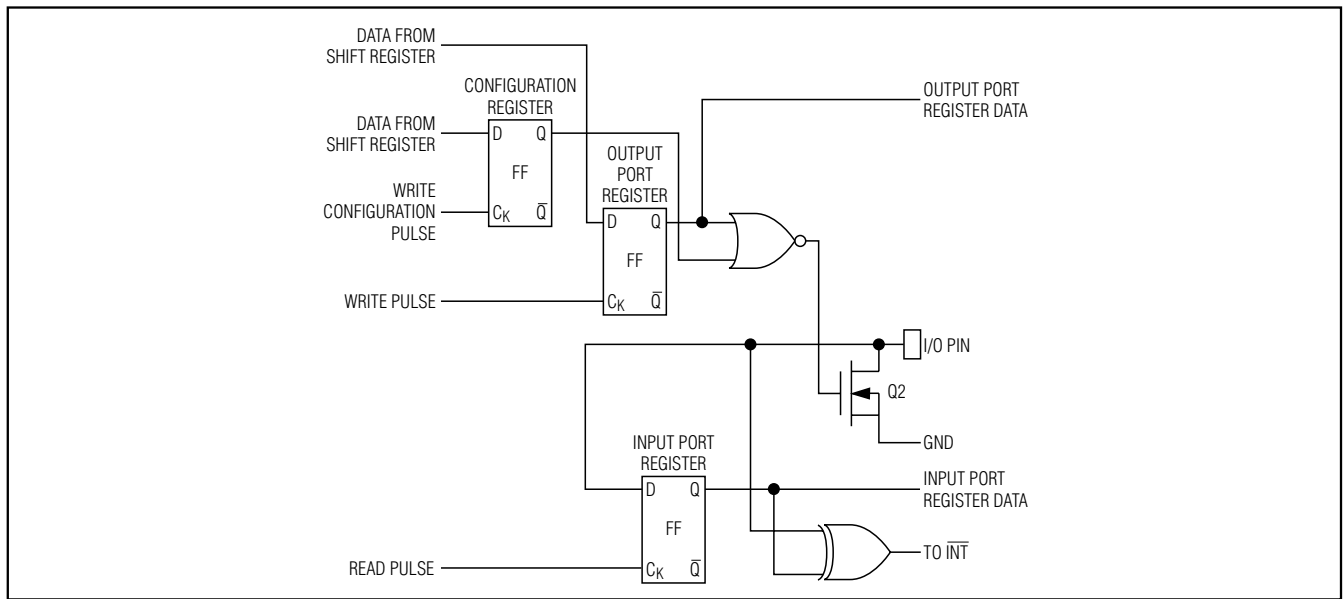 DATA FROM
SHIFT REGISTER
CONFIGURATION
REGISTER
OUTPUT PORT
REGISTER DATA
DATA FROM
SHIFT REGISTER
D Q
FF
CK Q̅
WRITE
CONFIGURATION
PULSE
OUTPUT
PORT
REGISTER
D Q
FF
CK Q̅
WRITE PULSE
I/O PIN
Q2
GND
INPUT PORT
REGISTER
D Q
FF
CK Q̅
INPUT PORT
REGISTER DATA
TO I̅N̅T̅
READ PULSE